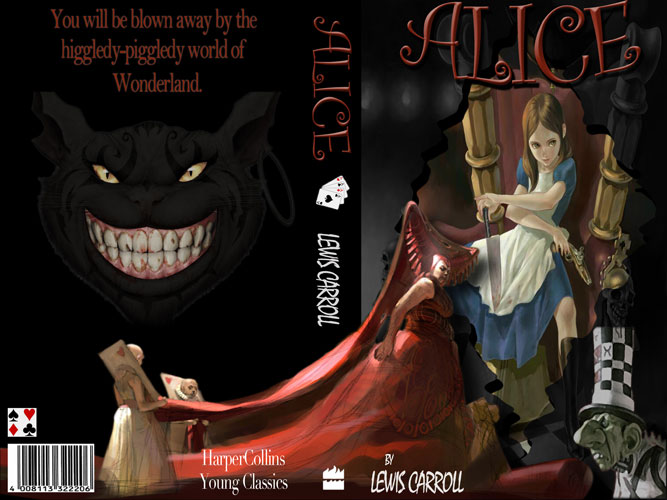 You will be blown away by the
higgledy-piggledy world of
Wonderland.
HarperCollins
Young Classics
4 008113 322206
ALICE
LEWIS CARROLL
ALICE
BY
LEWIS CARROLL